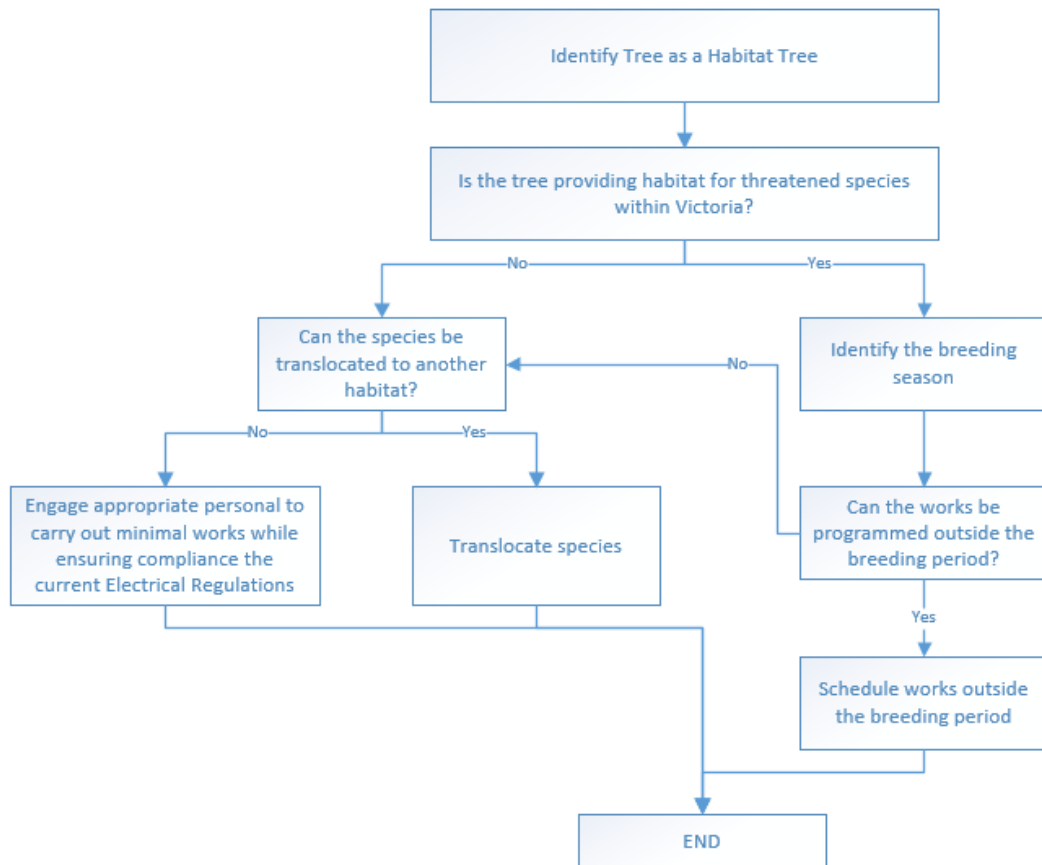 Identify Tree as a Habitat Tree
Is the tree providing habitat for threatened species
within Victoria?
No
Yes
Can the species be
translocated to another
habitat?
Identify the breeding
season
No
No
Yes
Engage appropriate personal to
carry out minimal works while
ensuring compliance the
current Electrical Regulations
Translocate species
Can the works be
programmed outside the
breeding period?
Yes
Schedule works outside
the breeding period
END